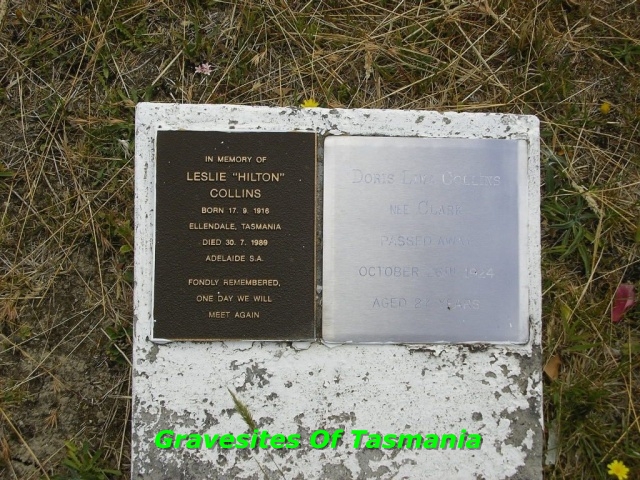 IN MEMORY OF
LESLIE "HILTON"
COLLINS
BORN 17. 9. 1916
ELLENDALE, TASMANIA
DIED 30. 7. 1989
ADELAIDE S.A.
FONDLY REMEMBERED,
ONE DAY WE WILL
MEET AGAIN
DORIS COLLINS
NEE CLARK
PASSED AWAY
OCTOBER
AGED YEARS
Gravesites Of Tasmania